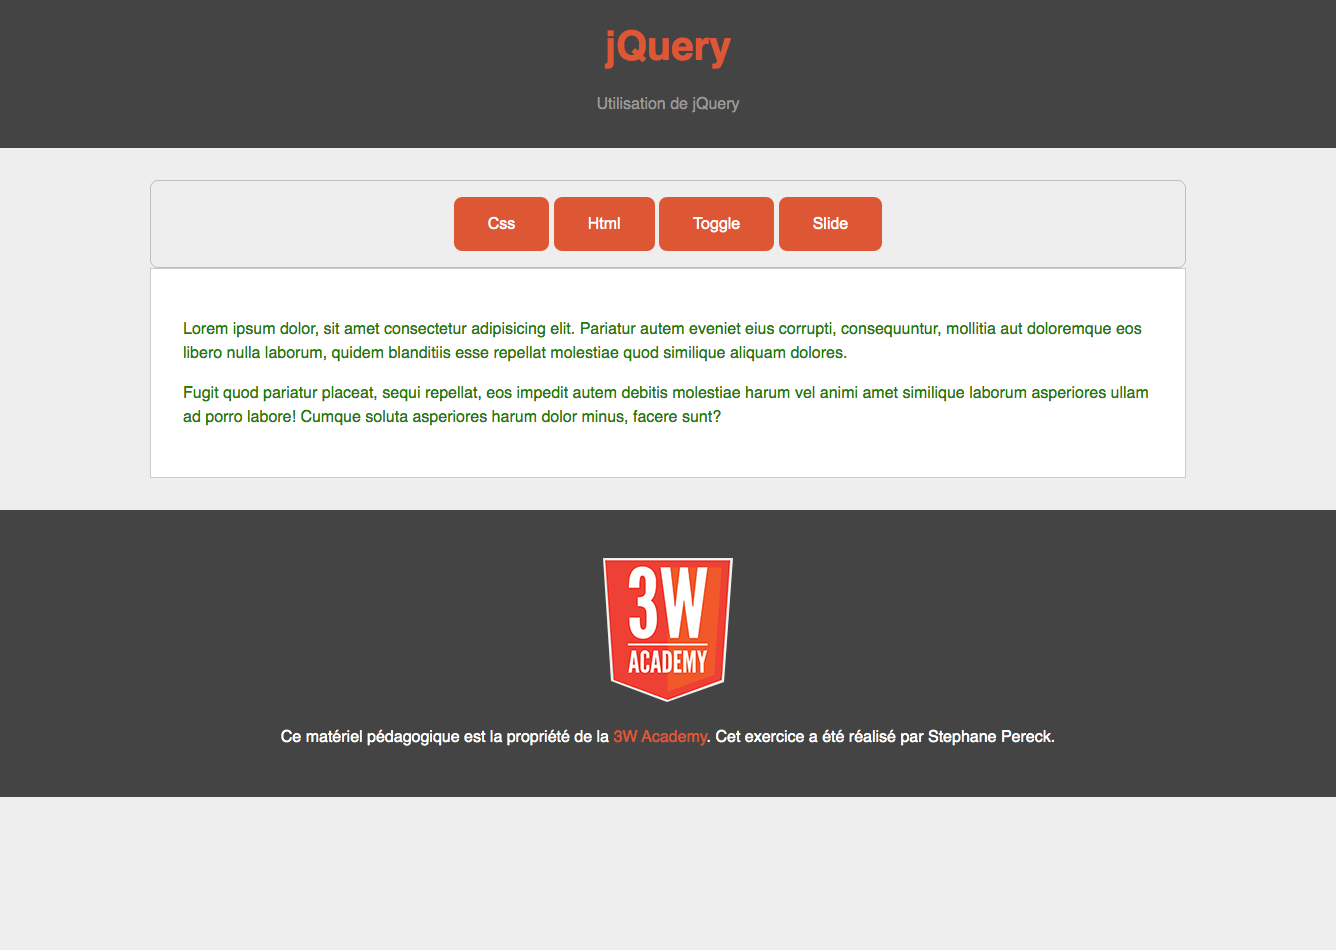 jQuery
Utilisation de jQuery
Css Html Toggle Slide
Lorem ipsum dolor, sit amet consectetur adipisicing elit. Pariatur autem eveniet eius corrupti, consequuntur, mollitia aut doloremque eos
libero nulla laborum, quidem blanditiis esse repellat molestiae quod similique aliquam dolores.
Fugit quod pariatur placeat, sequi repellat, eos impedit autem debitis molestiae harum vel animi amet similique laborum asperiores ullam
ad porro labore! Cumque soluta asperiores harum dolor minus, facere sunt?
3W
ACADEMY
Ce matériel pédagogique est la propriété de la 3W Academy. Cet exercice a été réalisé par Stephane Pereck.